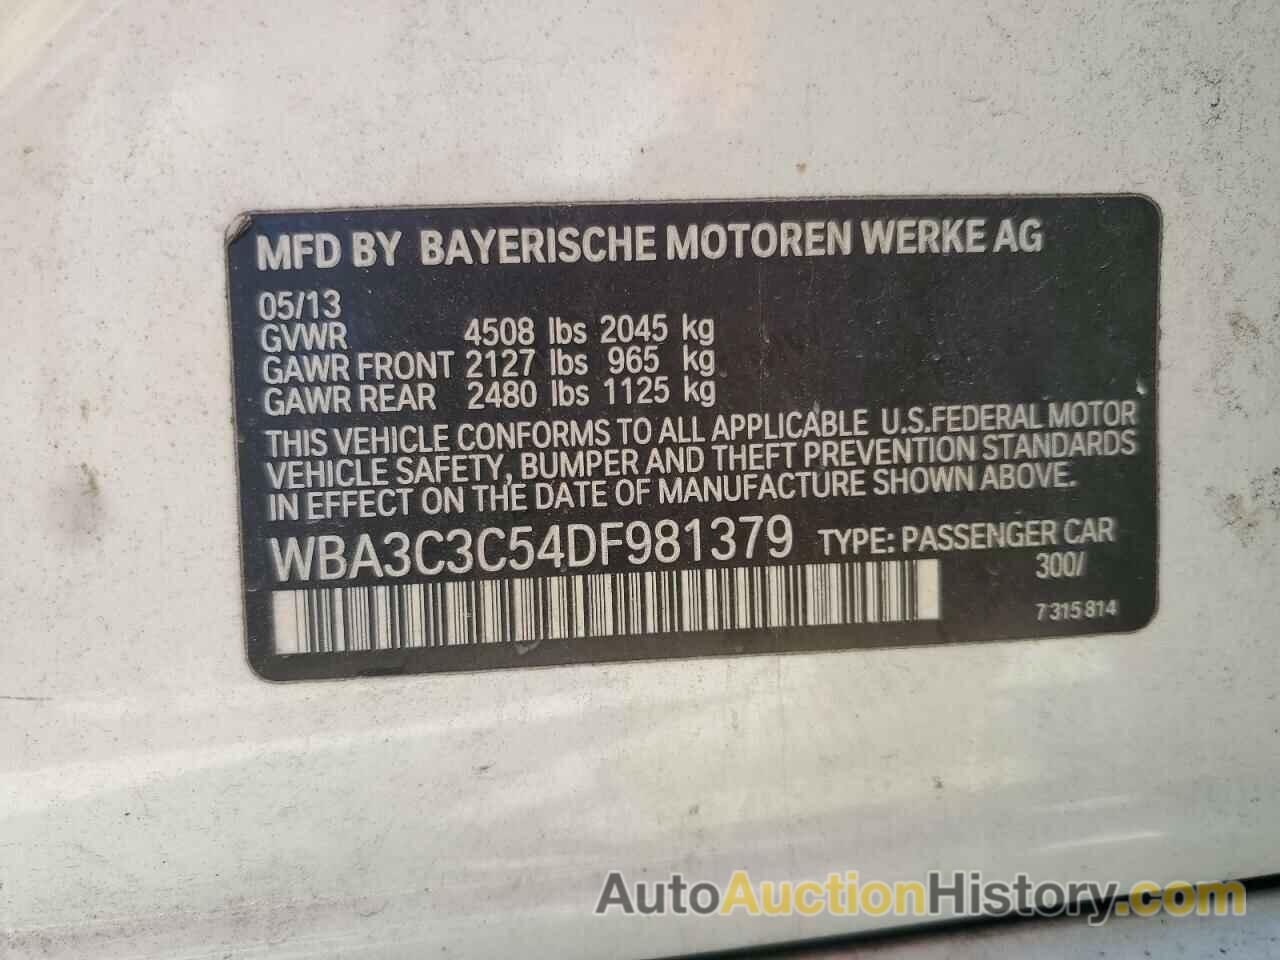 MFD BY BAYERISCHE MOTOREN WERKE AG
05/13
GVWR 4508 lbs 2045 kg
GAWR FRONT 2127 lbs 965 kg
GAWR REAR 2480 lbs 1125 kg
THIS VEHICLE CONFORMS TO ALL APPLICABLE U.S.FEDERAL MOTOR
VEHICLE SAFETY, BUMPER AND THEFT PREVENTION STANDARDS
IN EFFECT ON THE DATE OF MANUFACTURE SHOWN ABOVE.
WBA3C3C54DF981379 TYPE: PASSENGER CAR
300/
7 315 814
AutoAuctionHistory.com